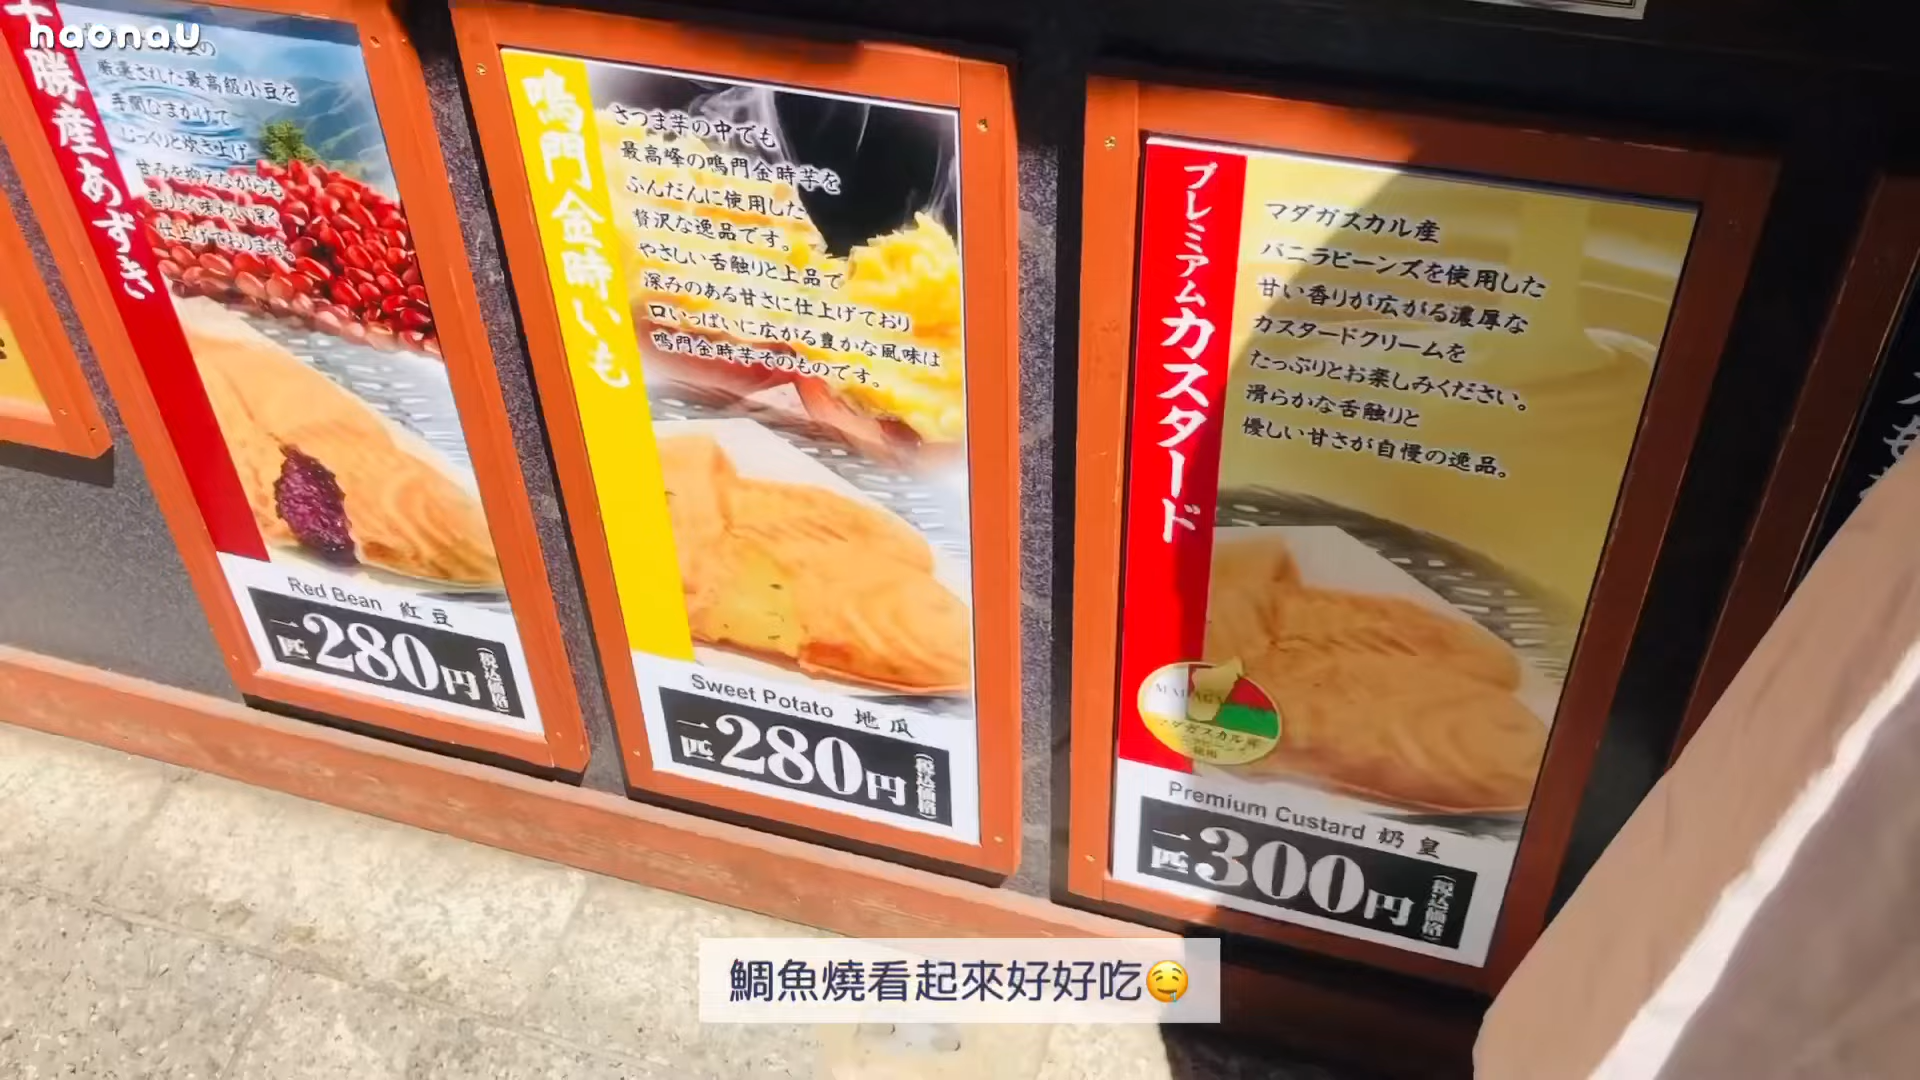 haonau
十勝産あずき
厳選された最高級小豆を
手間ひまかけて
じっくりと炊き上げ
甘みを抑えながらも
香りよく味わい深く
仕上げております。
Red Bean 紅豆
一匹280円(税込価格)
鳴門金時いも
さつま芋の中でも
最高峰の鳴門金時芋を
ふんだんに使用した
贅沢な逸品です。
やさしい舌触りと上品で
深みのある甘さに仕上げており
口いっぱいに広がる豊かな風味は
鳴門金時芋そのものです。
Sweet Potato 地瓜
一匹280円(税込価格)
プレミアムカスタード
マダガスカル産
バニラビーンズを使用した
甘い香りが広がる濃厚な
カスタードクリームを
たっぷりとお楽しみください。
滑らかな舌触りと
優しい甘さが自慢の逸品。
マダガスカル産
Premium Custard 奶皇
一匹300円(税込価格)
鯛魚燒看起來好好吃🤤